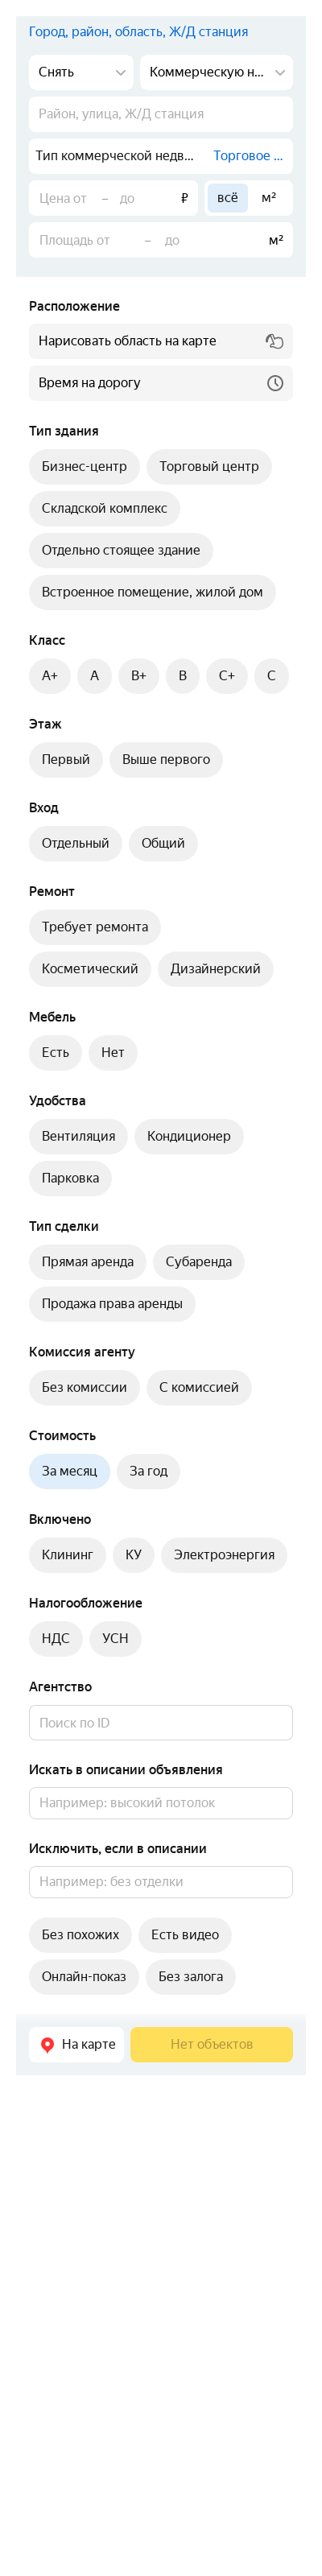 Город, район, область, Ж/Д станция
Снять Коммерческую н...
Район, улица, Ж/Д станция
Тип коммерческой недв... Торговое ...
Цена от – до ₽ всё м²
Площадь от – до м²
Расположение
Нарисовать область на карте
Время на дорогу
Тип здания
Бизнес-центр Торговый центр
Складской комплекс
Отдельно стоящее здание
Встроенное помещение, жилой дом
Класс
A+ A B+ B C+ C
Этаж
Первый Выше первого
Вход
Отдельный Общий
Ремонт
Требует ремонта
Косметический Дизайнерский
Мебель
Есть Нет
Удобства
Вентиляция Кондиционер
Парковка
Тип сделки
Прямая аренда Субаренда
Продажа права аренды
Комиссия агенту
Без комиссии С комиссией
Стоимость
За месяц За год
Включено
Клининг КУ Электроэнергия
Налогообложение
НДС УСН
Агентство
Поиск по ID
Искать в описании объявления
Например: высокий потолок
Исключить, если в описании
Например: без отделки
Без похожих Есть видео
Онлайн-показ Без залога
На карте Нет объектов